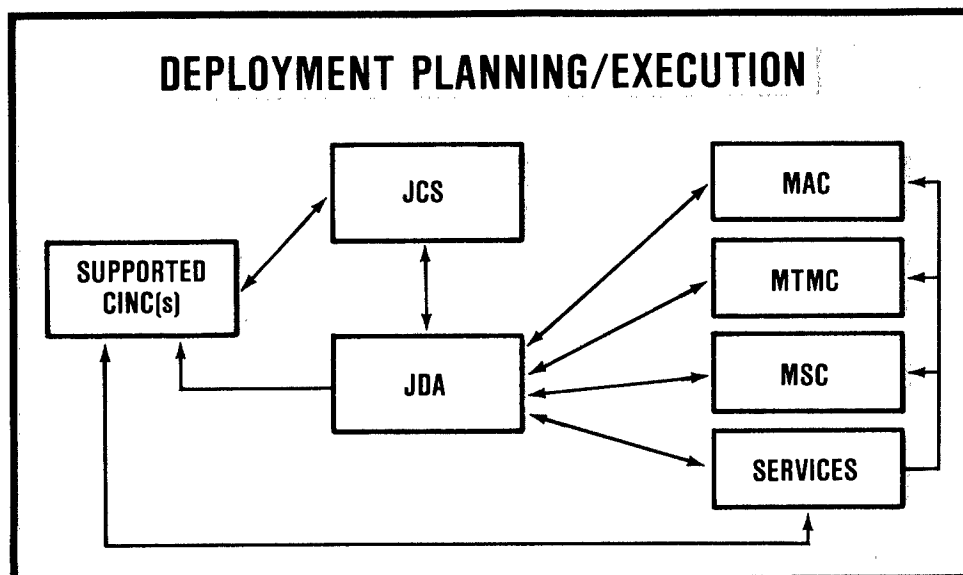 DEPLOYMENT PLANNING/EXECUTION
JCS
MAC
SUPPORTED
CINC(s)
MTMC
JDA
MSC
SERVICES